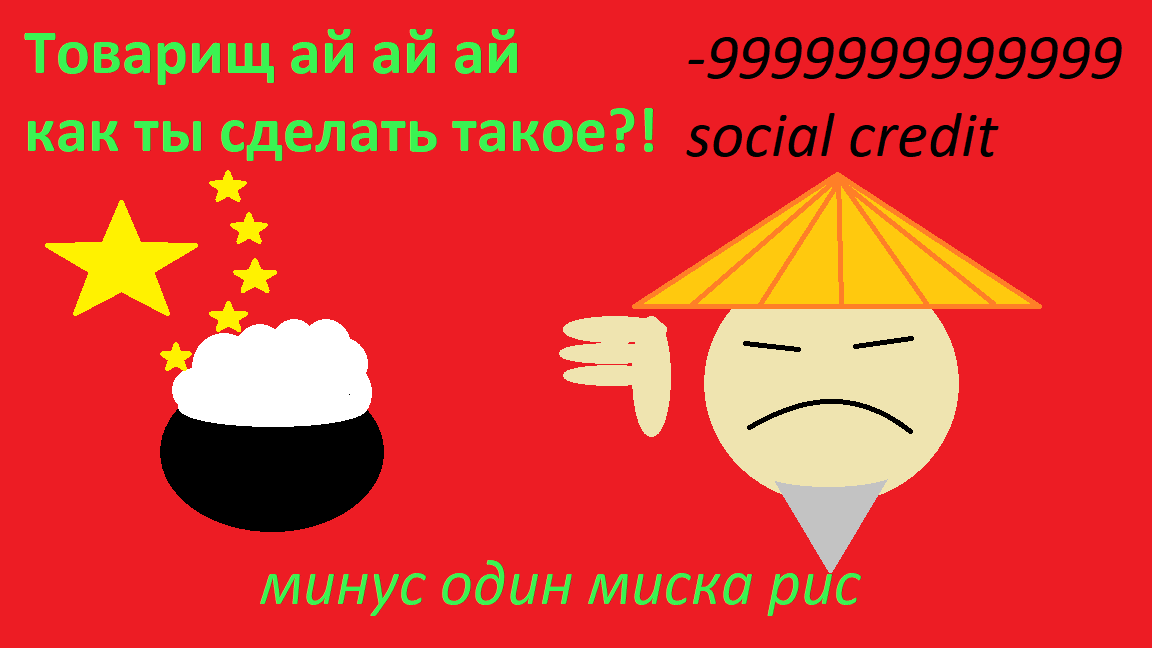 Товарищ ай ай ай
как ты сделать такое?!
-9999999999999
social credit
минус один миска рис